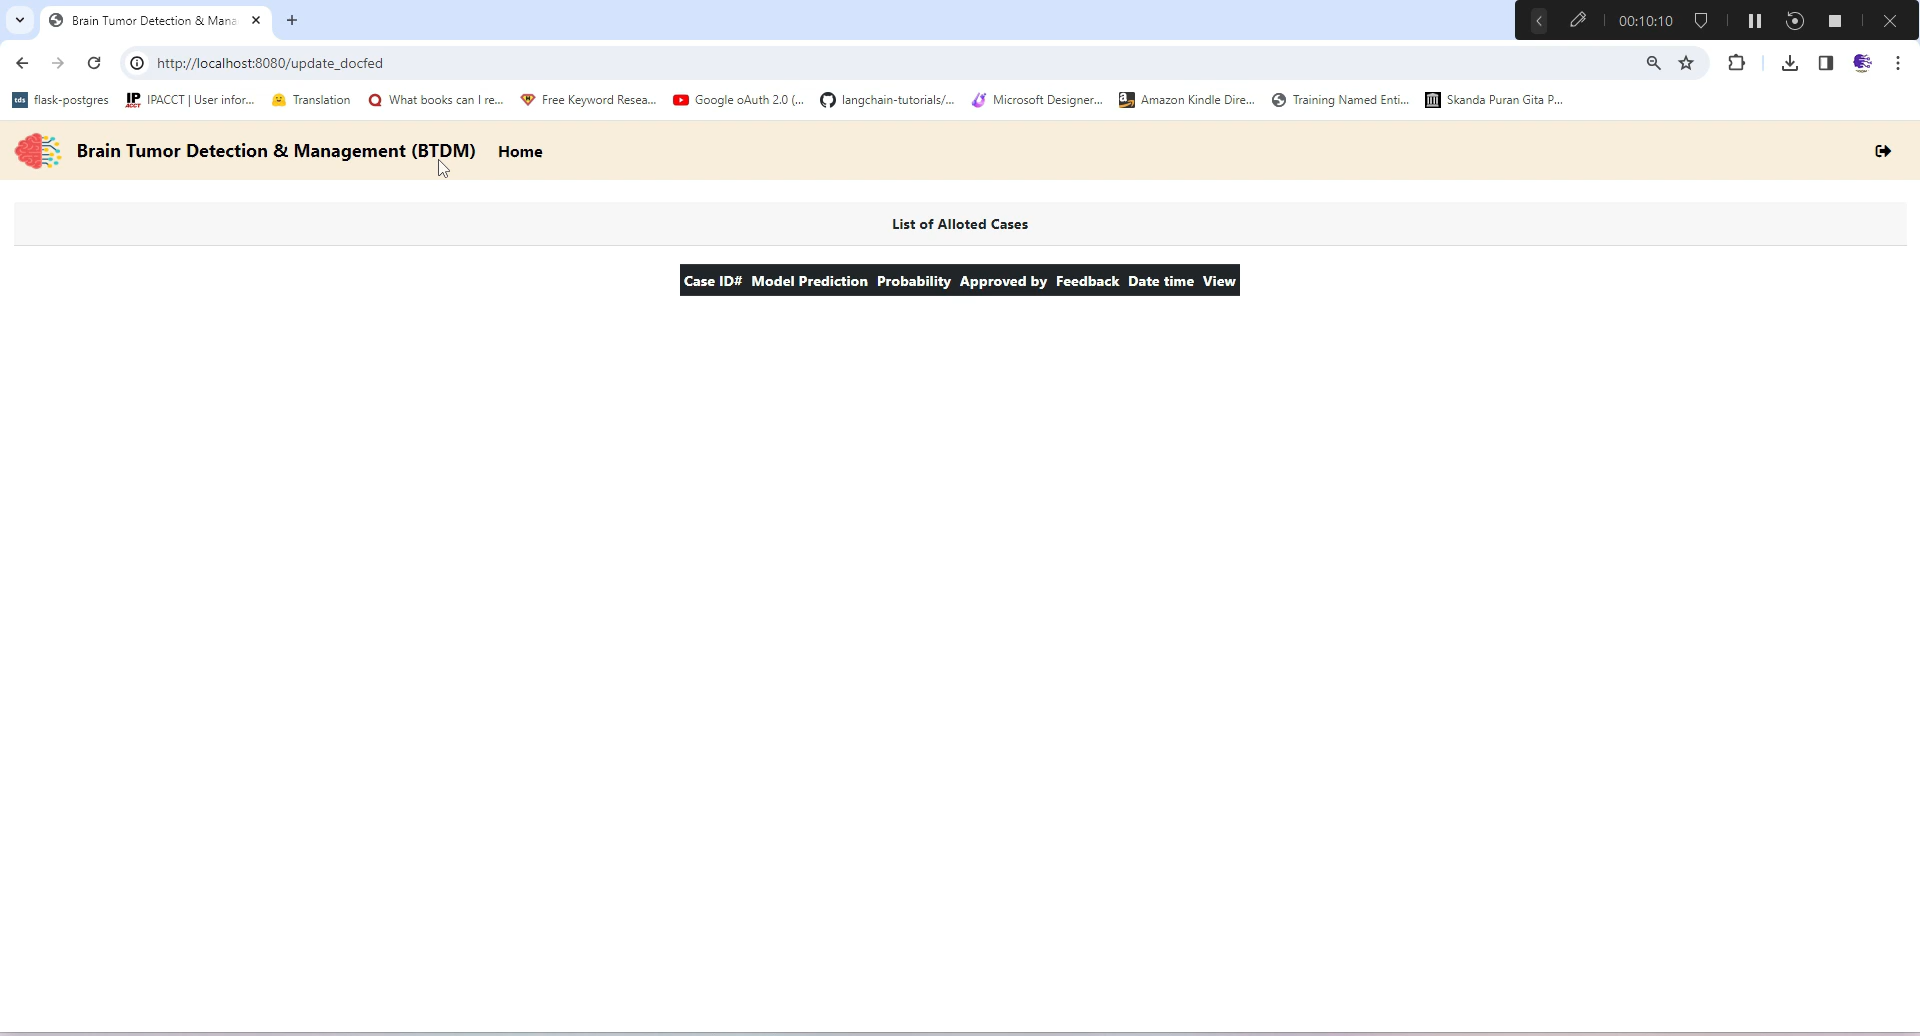 Brain Tumor Detection & Mana
00:10:10
http://localhost:8080/update_docfed
tds flask-postgres IP ACCT IPACCT | User infor... Translation What books can I re... Free Keyword Resea... Google oAuth 2.0 (... langchain-tutorials/... Microsoft Designer... Amazon Kindle Dire... Training Named Enti... Skanda Puran Gita P...
Brain Tumor Detection & Management (BTDM) Home
List of Alloted Cases
Case ID# Model Prediction Probability Approved by Feedback Date time View